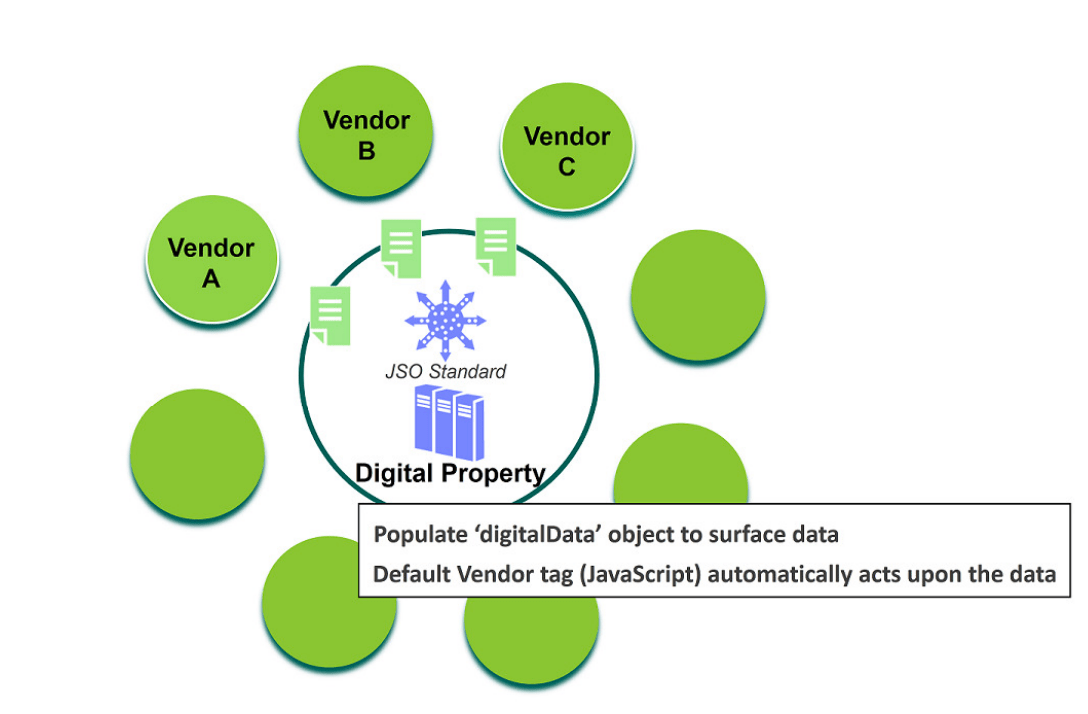 Vendor
B
Vendor
C
Vendor
A
JSO Standard
Digital Property
Populate ‘digitalData’ object to surface data
Default Vendor tag (JavaScript) automatically acts upon the data